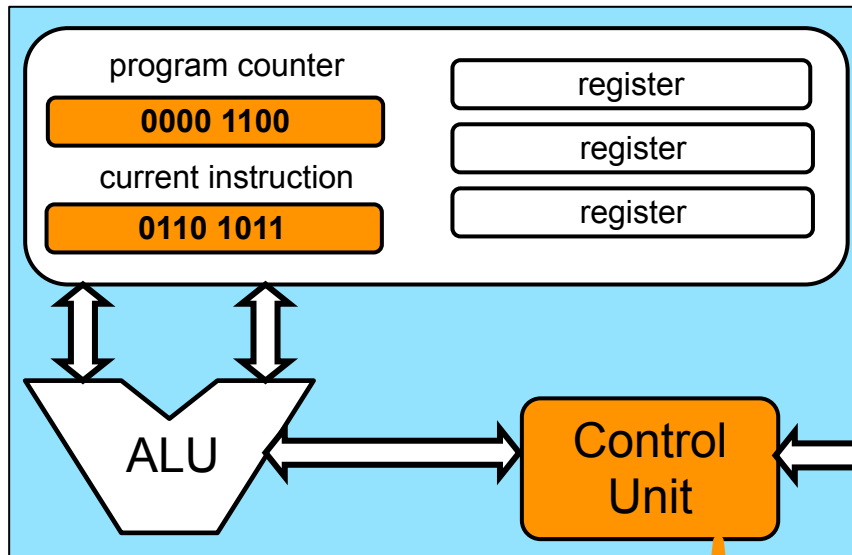 program counter
0000 1100
current instruction
0110 1011
register
register
register
ALU
Control
Unit